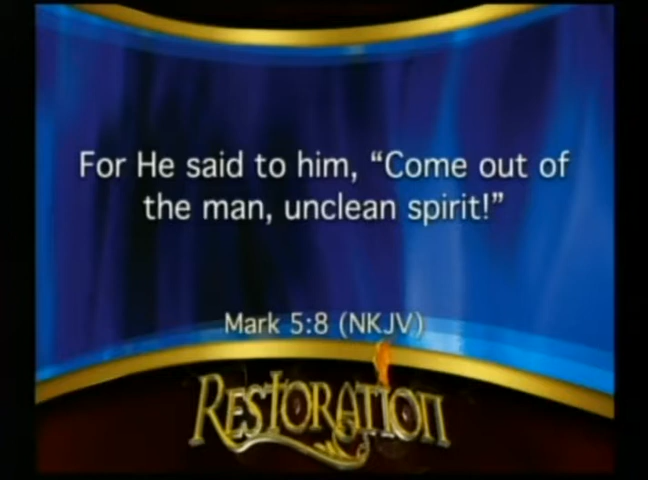 For He said to him, “Come out of
the man, unclean spirit!”
Mark 5:8 (NKJV)
RESTORATION